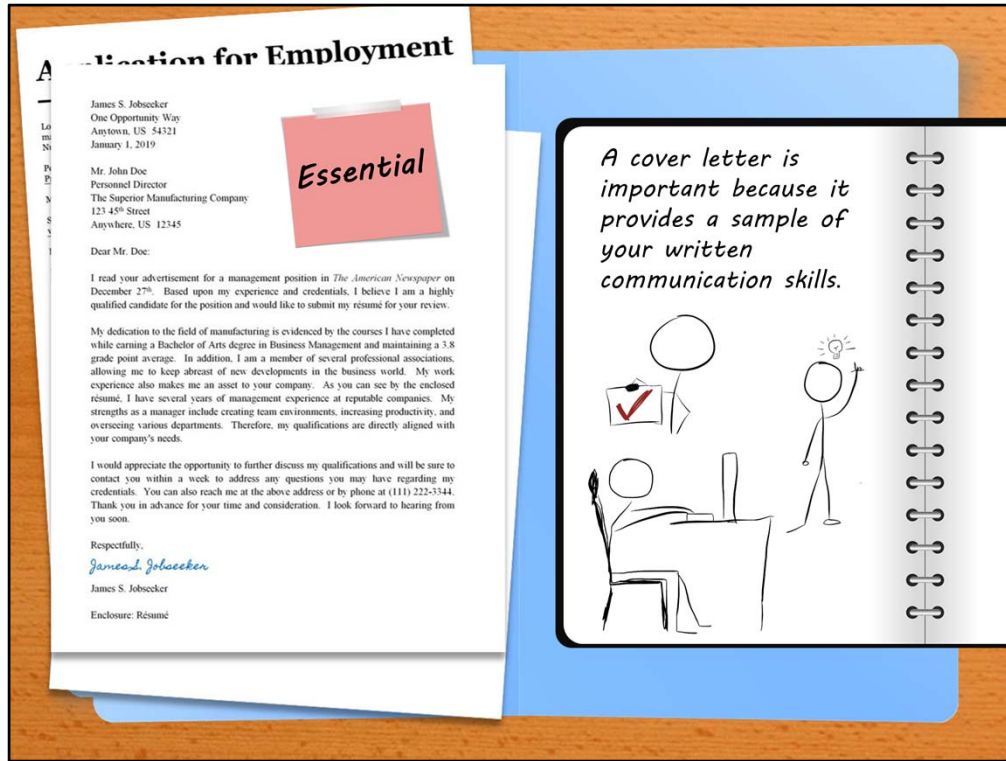 Application for Employment
James S. Jobseeker
One Opportunity Way
Anytown, US 54321
January 1, 2019
Mr. John Doe
Personnel Director
The Superior Manufacturing Company
123 45th Street
Anywhere, US 12345
Dear Mr. Doe:
I read your advertisement for a management position in The American Newspaper on
December 27th. Based upon my experience and credentials, I believe I am a highly
qualified candidate for the position and would like to submit my résumé for your review.
My dedication to the field of manufacturing is evidenced by the courses I have completed
while earning a Bachelor of Arts degree in Business Management and maintaining a 3.8
grade point average. In addition, I am a member of several professional associations,
allowing me to keep abreast of new developments in the business world. My work
experience also makes me an asset to your company. As you can see by the enclosed
résumé, I have several years of management experience at reputable companies. My
strengths as a manager include creating team environments, increasing productivity, and
overseeing various departments. Therefore, my qualifications are directly aligned with
your company's needs.
I would appreciate the opportunity to further discuss my qualifications and will be sure to
contact you within a week to address any questions you may have regarding my
credentials. You can also reach me at the above address or by phone at (111) 222-3344.
Thank you in advance for your time and consideration. I look forward to hearing from
you soon.
Respectfully,
James S. Jobseeker
James S. Jobseeker
Enclosure: Résumé
Essential
A cover letter is
important because it
provides a sample of
your written
communication skills.